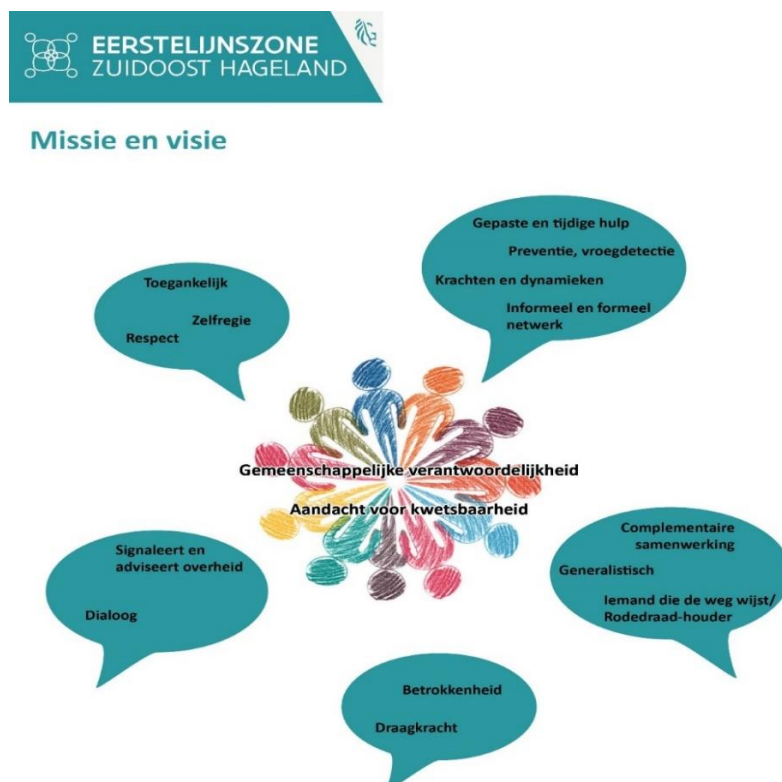 EERSTELIJNSZONE
ZUIDOOST HAGELAND
Missie en visie
Gepaste en tijdige hulp
Preventie, vroegdetectie
Krachten en dynamieken
Informeel en formeel
netwerk
Toegankelijk
Zelfregie
Respect
Gemeenschappelijke verantwoordelijkheid
Aandacht voor kwetsbaarheid
Signaleert en
adviseert overheid
Dialoog
Complementaire
samenwerking
Generalistisch
Iemand die de weg wijst/
Rodedraad-houder
Betrokkenheid
Draagkracht